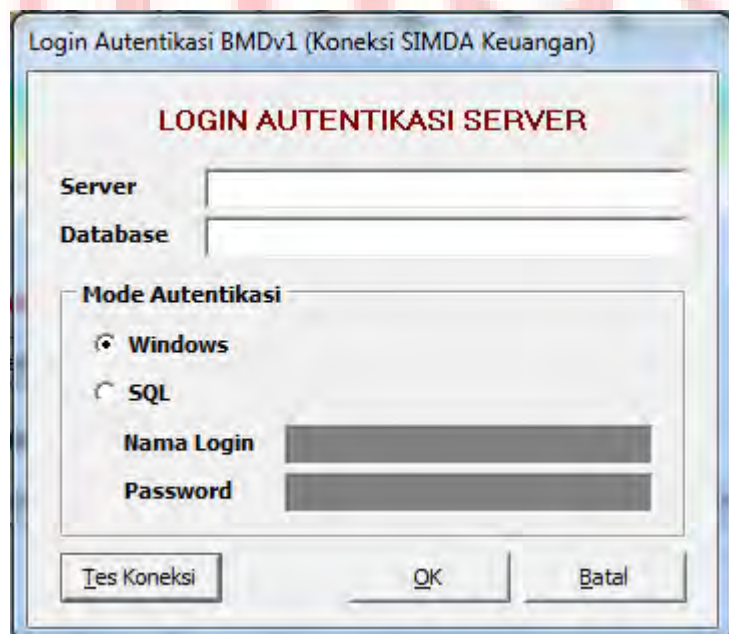 Login Autentikasi BMDv1 (Koneksi SIMDA Keuangan)
LOGIN AUTENTIKASI SERVER
Server
Database
Mode Autentikasi
Windows
SQL
Nama Login
Password
Tes Koneksi OK Batal